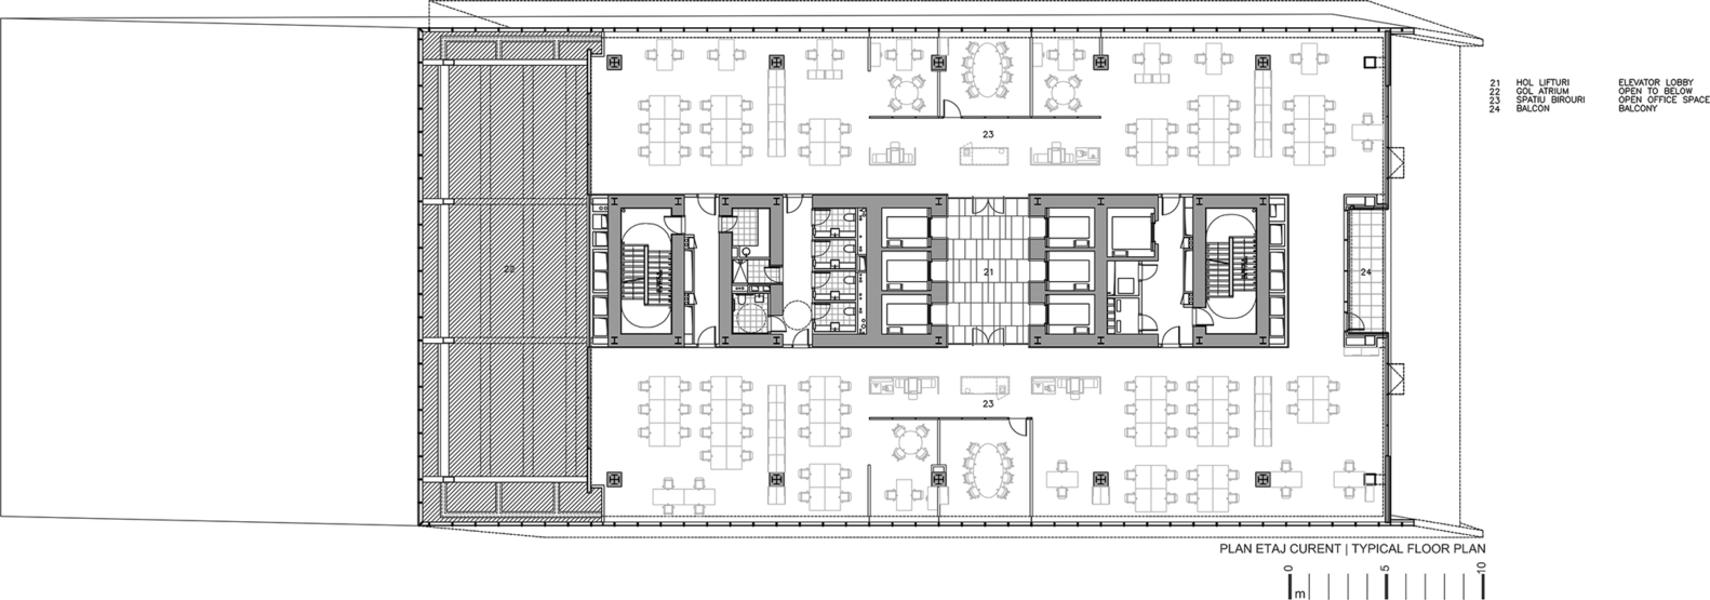 21 HOL LIFTURI ELEVATOR LOBBY
22 GOL ATRIUM OPEN TO BELOW
23 SPATIU BIROURI OPEN OFFICE SPACE
24 BALCON BALCONY
23
22
21
24
23
PLAN ETAJ CURENT | TYPICAL FLOOR PLAN
0 5 10
m